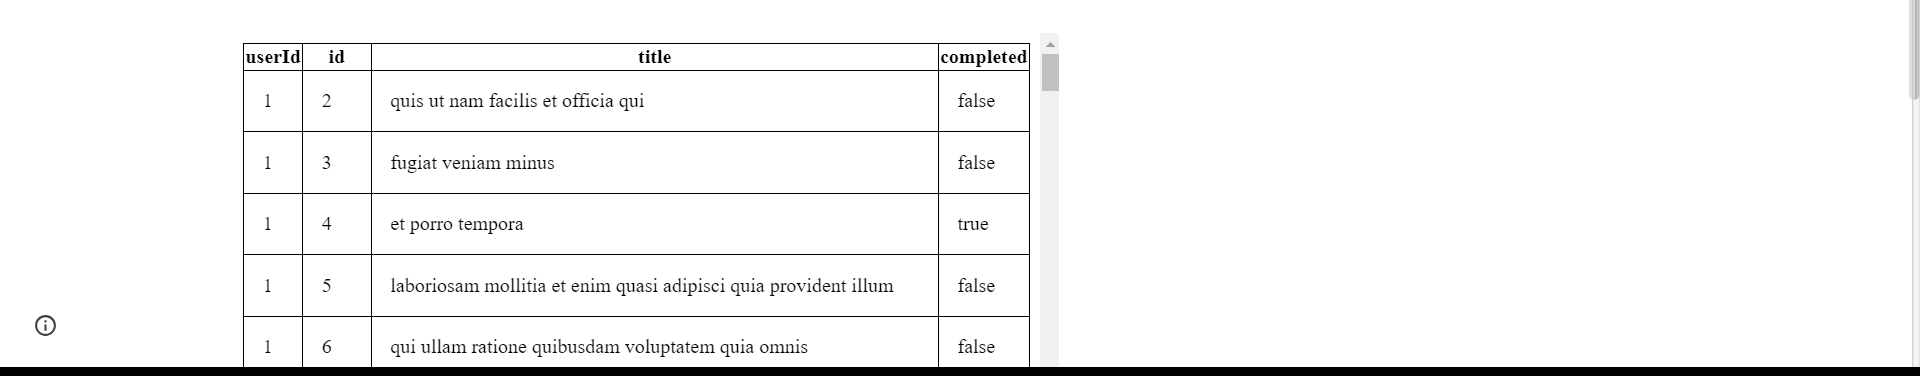 userId id title completed
1 2 quis ut nam facilis et officia qui false
1 3 fugiat veniam minus false
1 4 et porro tempora true
1 5 laboriosam mollitia et enim quasi adipisci quia provident illum false
1 6 qui ullam ratione quibusdam voluptatem quia omnis false